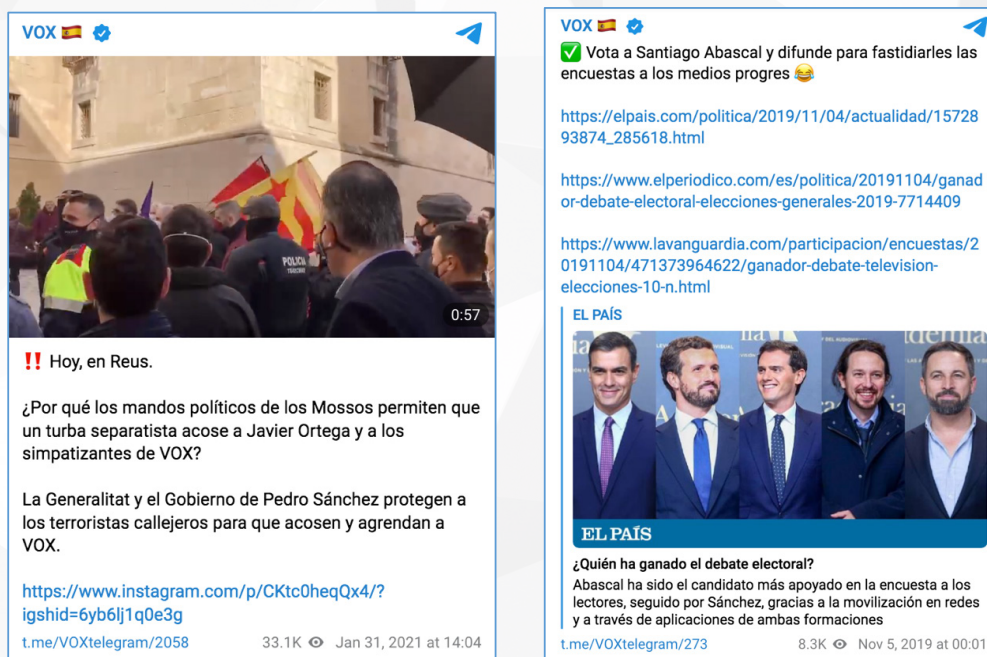 VOX
0:57
‼️ Hoy, en Reus.
¿Por qué los mandos políticos de los Mossos permiten que
un turba separatista acose a Javier Ortega y a los
simpatizantes de VOX?
La Generalitat y el Gobierno de Pedro Sánchez protegen a
los terroristas callejeros para que acosen y agrendan a
VOX.
https://www.instagram.com/p/CKtc0heqQx4/?
igshid=6yb6lj1q0e3g
t.me/VOXtelegram/2058 33.1K Jan 31, 2021 at 14:04
POLICIA
VOX
✅ Vota a Santiago Abascal y difunde para fastidiarles las
encuestas a los medios progres 😂
https://elpais.com/politica/2019/11/04/actualidad/15728
93874_285618.html
https://www.elperiodico.com/es/politica/20191104/ganad
or-debate-electoral-elecciones-generales-2019-7714409
https://www.lavanguardia.com/participacion/encuestas/2
0191104/471373964622/ganador-debate-television-
elecciones-10-n.html
EL PAÍS
EL PAÍS
¿Quién ha ganado el debate electoral?
Abascal ha sido el candidato más apoyado en la encuesta a los
lectores, seguido por Sánchez, gracias a la movilización en redes
y a través de aplicaciones de ambas formaciones
t.me/VOXtelegram/273 8.3K Nov 5, 2019 at 00:01